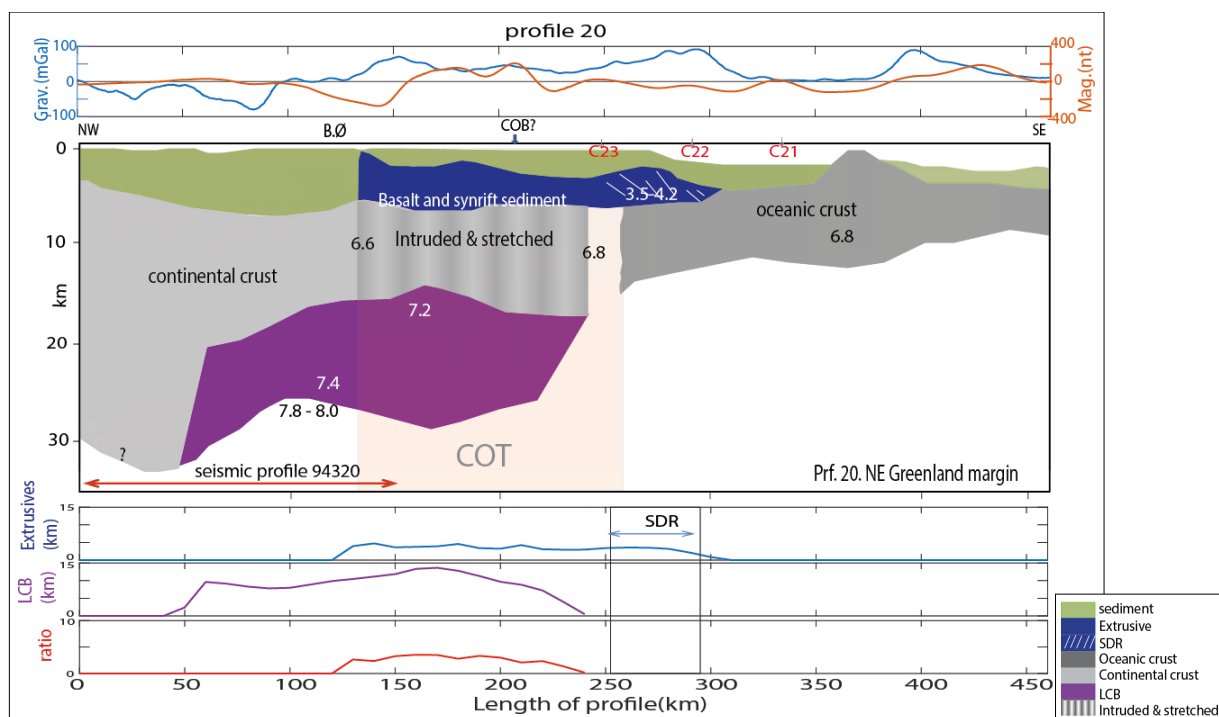 profile 20
Grav.(mGal)
100
0
-100
400
0
400
Mag.(nt)
NW
B.Ø
COB?
SE
C23
C22
C21
0
10
km
20
30
Basalt and synrift sediment
3.5-4.2
oceanic crust
6.6
Intruded & stretched
6.8
6.8
continental crust
7.2
7.4
7.8 - 8.0
?
COT
seismic profile 94320
Prf. 20. NE Greenland margin
Extrusives
(km)
15
0
SDR
LCB
(km)
15
0
ratio
10
0
0 50 100 150 200 250 300 350 400 450
Length of profile(km)
sediment
Extrusive
SDR
Oceanic crust
Continental crust
LCB
Intruded & stretched